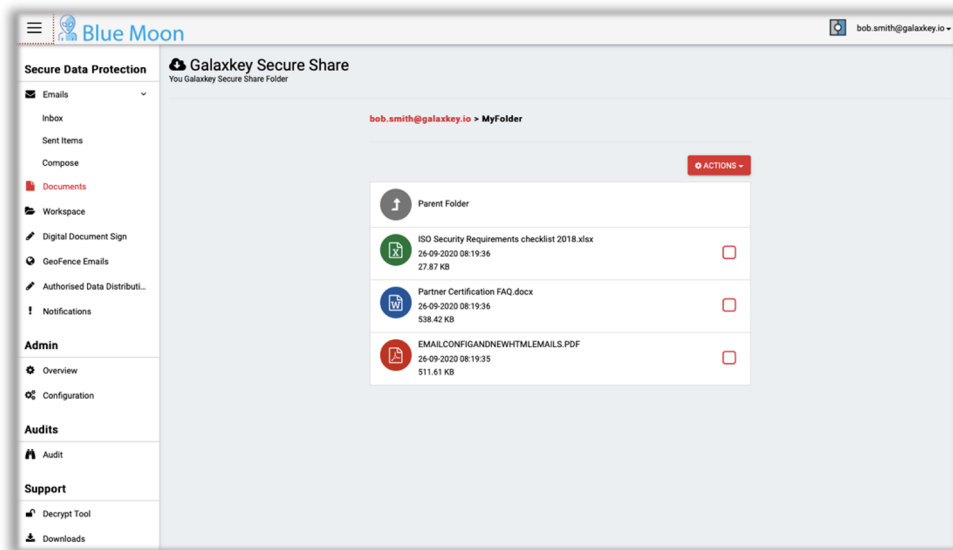 Blue Moon
bob.smith@galaxkey.io
Secure Data Protection
Emails
Inbox
Sent Items
Compose
Documents
Workspace
Digital Document Sign
GeoFence Emails
Authorised Data Distributi...
Notifications
Admin
Overview
Configuration
Audits
Audit
Support
Decrypt Tool
Downloads
Galaxkey Secure Share
You Galaxkey Secure Share Folder
bob.smith@galaxkey.io > MyFolder
ACTIONS
Parent Folder
ISO Security Requirements checklist 2018.xlsx
26-09-2020 08:19:36
27.87 KB
Partner Certification FAQ.docx
26-09-2020 08:19:36
538.42 KB
EMAILCONFIGANDNEWHTMLEMAILS.PDF
26-09-2020 08:19:35
511.61 KB